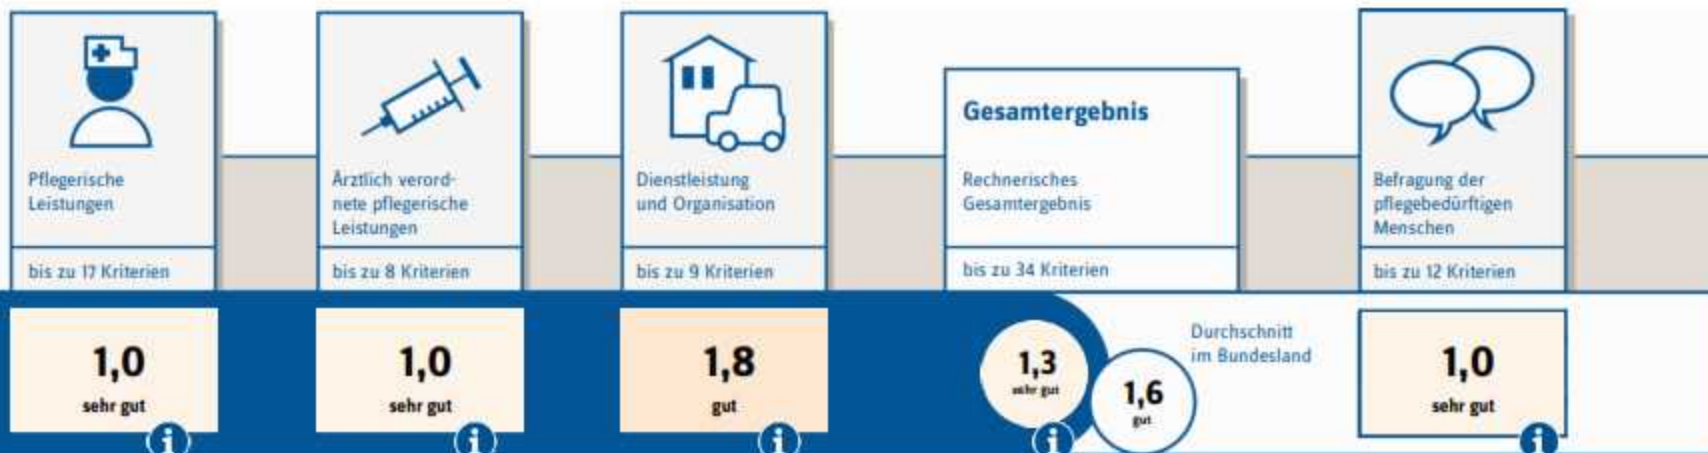 Pflegerische
Leistungen
bis zu 17 Kriterien
1,0
sehr gut
i
Ärztlich verord-
nete pflegerische
Leistungen
bis zu 8 Kriterien
1,0
sehr gut
i
Dienstleistung
und Organisation
bis zu 9 Kriterien
1,8
gut
i
Gesamtergebnis
Rechnerisches
Gesamtergebnis
bis zu 34 Kriterien
1,3
sehr gut
i
1,6
gut
Durchschnitt
im Bundesland
Befragung der
pflegebedürftigen
Menschen
bis zu 12 Kriterien
1,0
sehr gut
i